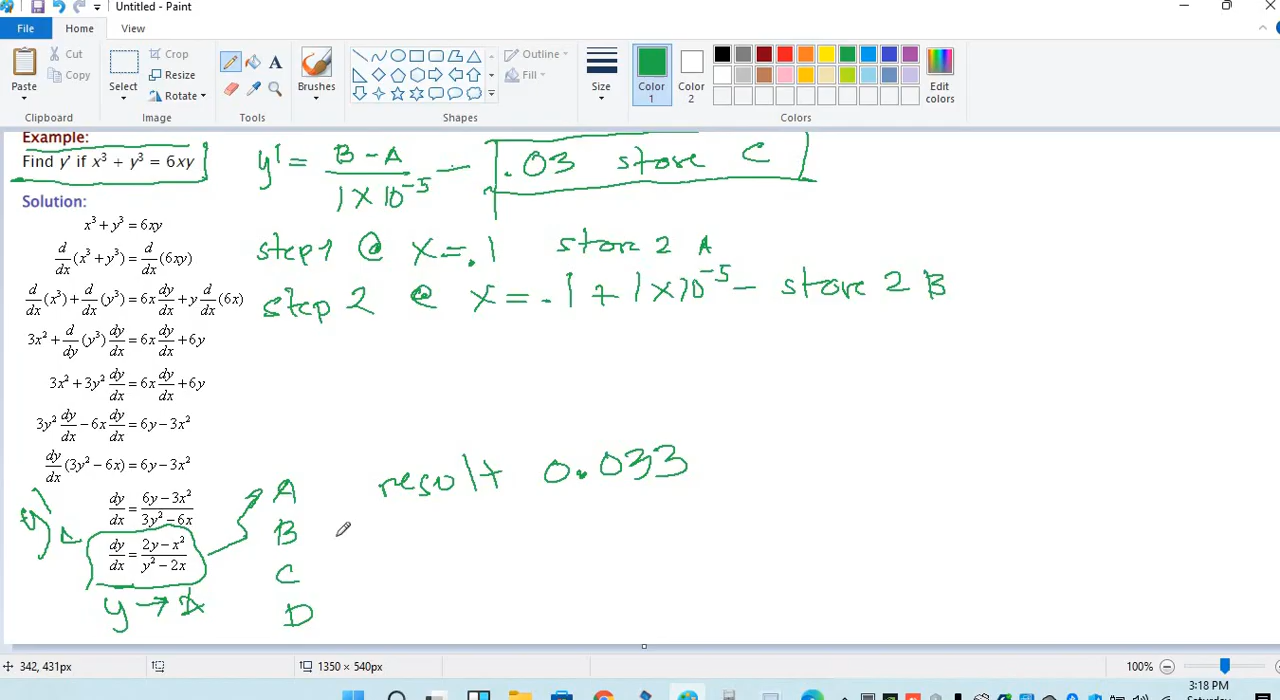 Untitled - Paint
File Home View
Paste
Cut
Copy
Clipboard
Select
Crop
Resize
Rotate
Image
Tools
Brushes
Shapes
Outline
Fill
Size
Color 1
Color 2
Edit colors
Colors
Example:
Find y' if x³ + y³ = 6xy
y' = B - A / 1 x 10^-5 - .03 store C
Solution:
x³ + y³ = 6xy
step 1 @ x = .1 store 2 A
d/dx (x³ + y³) = d/dx (6xy)
step 2 @ x = .1 + 1 x 10^-5 - store 2 B
d/dx (x³) + d/dx (y³) = 6x dy/dx + y d/dx (6x)
3x² + d/dy (y³) dy/dx = 6x dy/dx + 6y
3x² + 3y² dy/dx = 6x dy/dx + 6y
3y² dy/dx - 6x dy/dx = 6y - 3x²
dy/dx (3y² - 6x) = 6y - 3x²
result 0.033
dy/dx = 6y - 3x² / 3y² - 6x
dy/dx = 2y - x² / y² - 2x
A
B
C
D
342, 431px
1350 × 540px
100%
3:18 PM